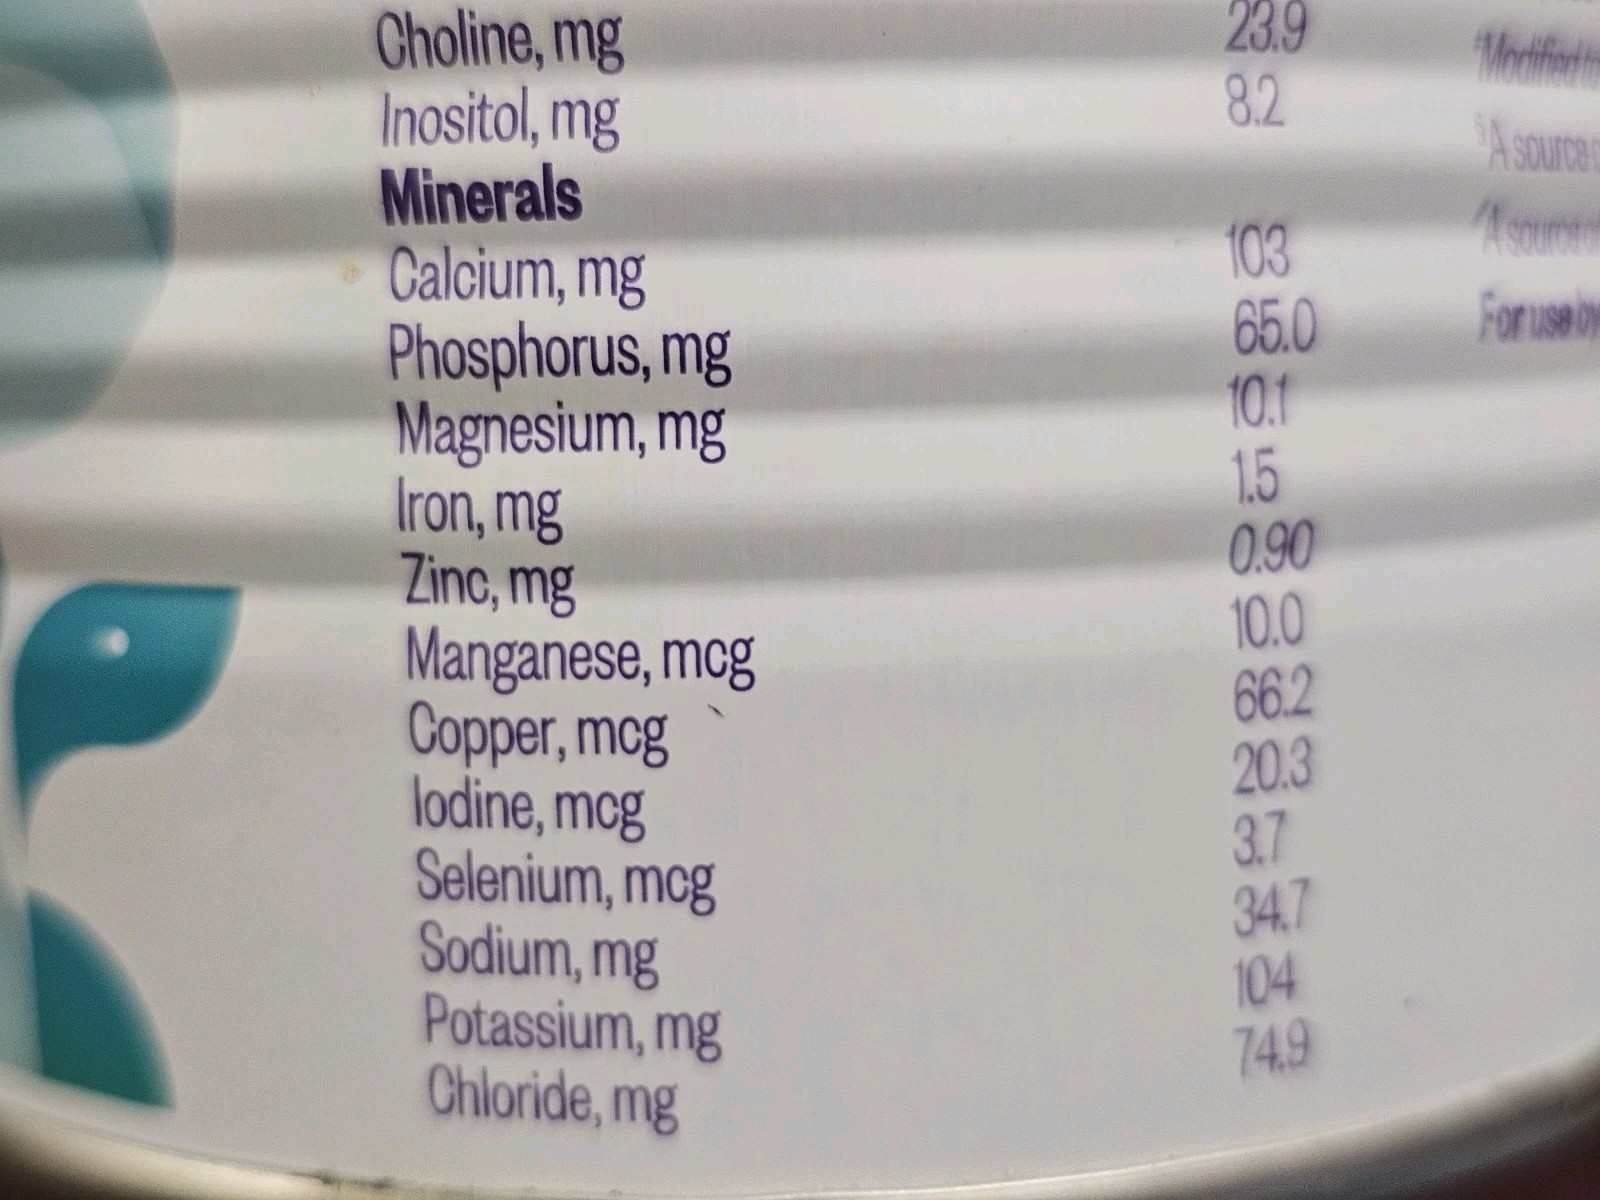 Choline, mg 23.9
Inositol, mg 8.2
Minerals
Calcium, mg 103
Phosphorus, mg 65.0
Magnesium, mg 10.1
Iron, mg 1.5
Zinc, mg 0.90
Manganese, mcg 10.0
Copper, mcg 66.2
Iodine, mcg 20.3
Selenium, mcg 3.7
Sodium, mg 34.7
Potassium, mg 104
Chloride, mg 74.9
‡Modified
§A source
A source
For use by